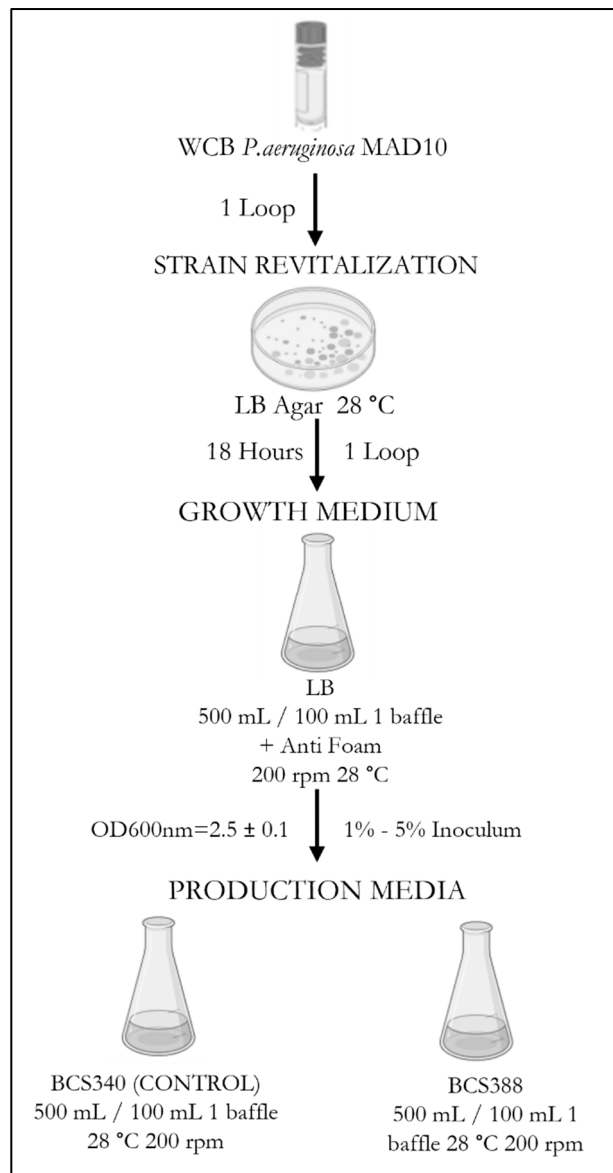 WCB P.aeruginosa MAD10
1 Loop
STRAIN REVITALIZATION
LB Agar 28 °C
18 Hours 1 Loop
GROWTH MEDIUM
LB
500 mL / 100 mL 1 baffle
+ Anti Foam
200 rpm 28 °C
OD600nm=2.5 ± 0.1 1% - 5% Inoculum
PRODUCTION MEDIA
BCS340 (CONTROL)
500 mL / 100 mL 1 baffle
28 °C 200 rpm
BCS388
500 mL / 100 mL 1
baffle 28 °C 200 rpm